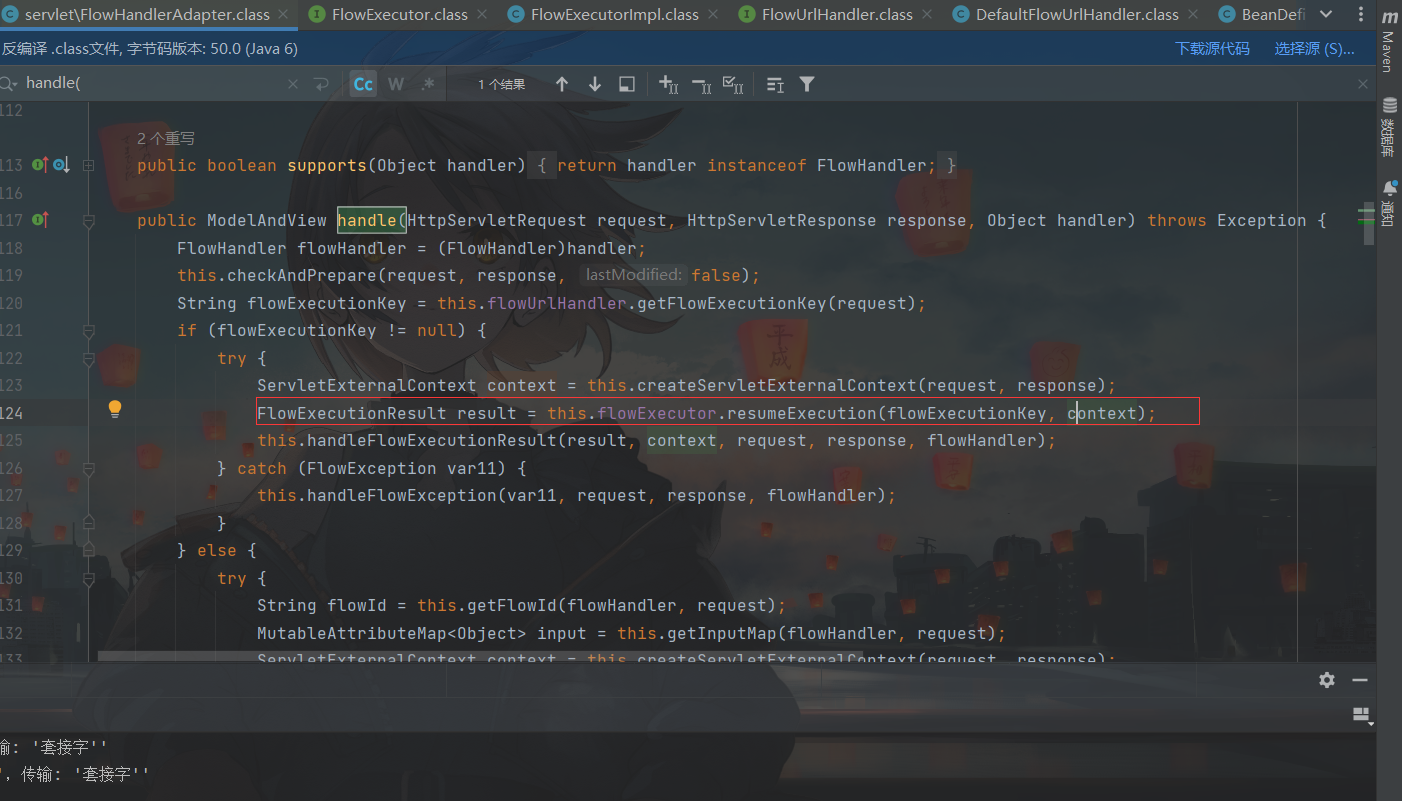 servlet\FlowHandlerAdapter.class FlowExecutor.class FlowExecutorImpl.class FlowUrlHandler.class DefaultFlowUrlHandler.class BeanDefi
反编译 .class文件, 字节码版本: 50.0 (Java 6) 下载源代码 选择源 (S)...
handle( Cc W .* 1 个结果
Maven
数据库
通知
112
2 个重写
113 public boolean supports(Object handler) { return handler instanceof FlowHandler; }
116
117 public ModelAndView handle(HttpServletRequest request, HttpServletResponse response, Object handler) throws Exception {
118 FlowHandler flowHandler = (FlowHandler)handler;
119 this.checkAndPrepare(request, response, lastModified: false);
120 String flowExecutionKey = this.flowUrlHandler.getFlowExecutionKey(request);
121 if (flowExecutionKey != null) {
122 try {
123 ServletExternalContext context = this.createServletExternalContext(request, response);
124 FlowExecutionResult result = this.flowExecutor.resumeExecution(flowExecutionKey, context);
125 this.handleFlowExecutionResult(result, context, request, response, flowHandler);
126 } catch (FlowException var11) {
127 this.handleFlowException(var11, request, response, flowHandler);
128 }
129 } else {
130 try {
131 String flowId = this.getFlowId(flowHandler, request);
132 MutableAttributeMap<Object> input = this.getInputMap(flowHandler, request);
133 ServletExternalContext context = this.createServletExternalContext(request, response);
输: '套接字''
', 传输: '套接字''